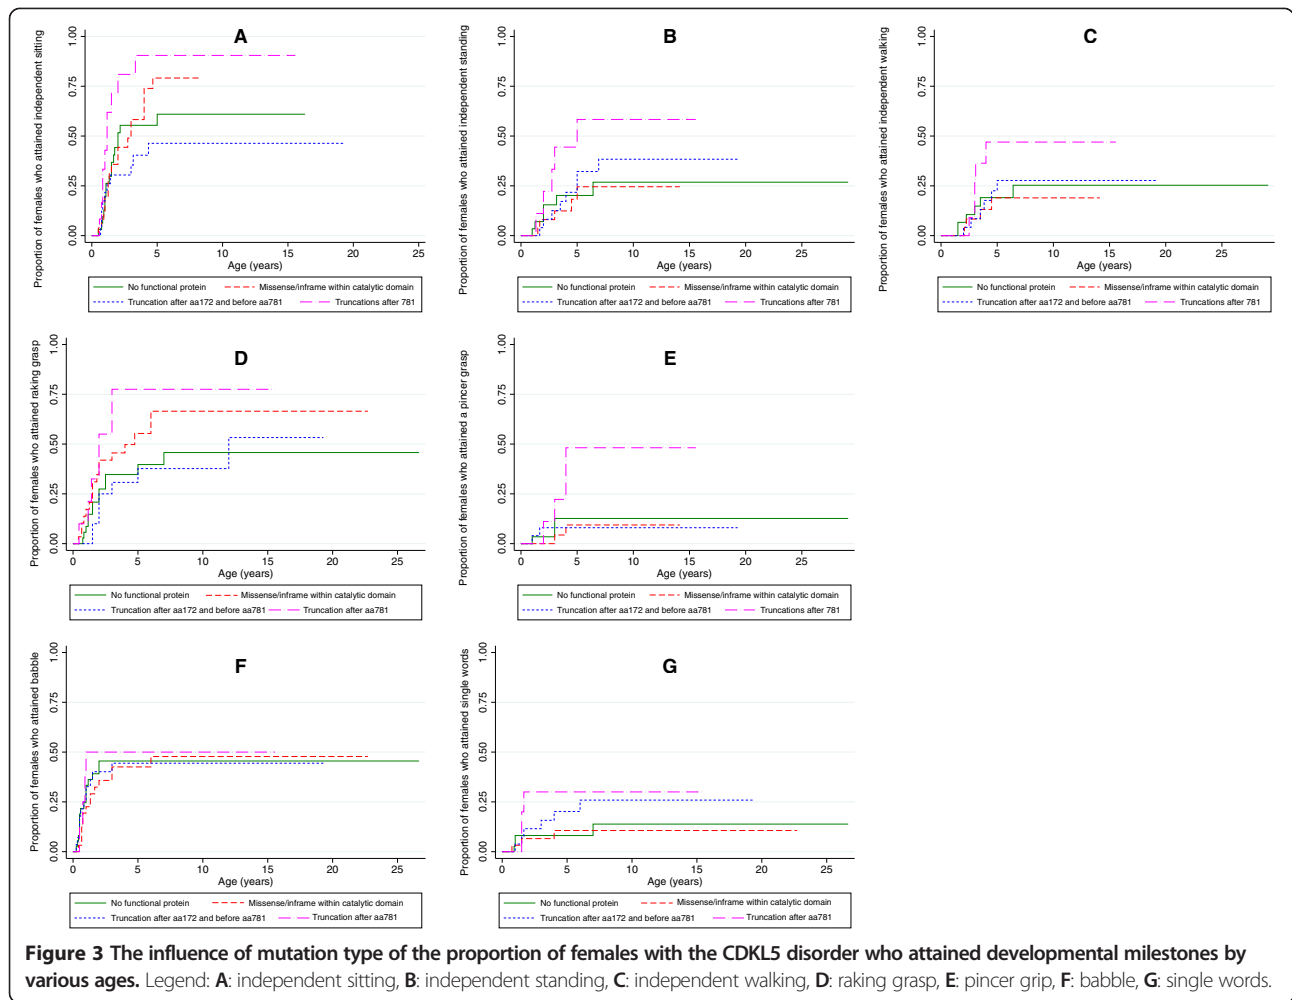 A
Proportion of females who attained independent sitting
0.00 0.25 0.50 0.75 1.00
0 5 10 15 20 25
Age (years)
No functional protein Missense/inframe within catalytic domain
Truncation after aa172 and before aa781 Truncations after 781
B
Proportion of females who attained independent standing
0.00 0.25 0.50 0.75 1.00
0 5 10 15 20 25
Age (years)
No functional protein Missense/inframe within catalytic domain
Truncation after aa172 and before aa781 Truncations after 781
C
Proportion of females who attained independent walking
0.00 0.25 0.50 0.75 1.00
0 5 10 15 20 25
Age (years)
No functional protein Missense/inframe within catalytic domain
Truncation after aa172 and before aa781 Truncations after 781
D
Proportion of females who attained raking grasp
0.00 0.25 0.50 0.75 1.00
0 5 10 15 20 25
Age (years)
No functional protein Missense/inframe within catalytic domain
Truncation after aa172 and before aa781 Truncation after aa781
E
Proportion of females who attained a pincer grasp
0.00 0.25 0.50 0.75 1.00
0 5 10 15 20 25
Age (years)
No functional protein Missense/inframe within catalytic domain
Truncation after aa172 and before aa781 Truncations after 781
F
Proportion of females who attained babble
0.00 0.25 0.50 0.75 1.00
0 5 10 15 20 25
Age (years)
No functional protein Missense/inframe within catalytic domain
Truncation after aa172 and before aa781 Truncation after aa781
G
Proportion of females who attained single words
0.00 0.25 0.50 0.75 1.00
0 5 10 15 20 25
Age (years)
No functional protein Missense/inframe within catalytic domain
Truncation after aa172 and before aa781 Truncation after aa781
Figure 3 The influence of mutation type of the proportion of females with the CDKL5 disorder who attained developmental milestones by
various ages. Legend: A: independent sitting, B: independent standing, C: independent walking, D: raking grasp, E: pincer grip, F: babble, G: single words.